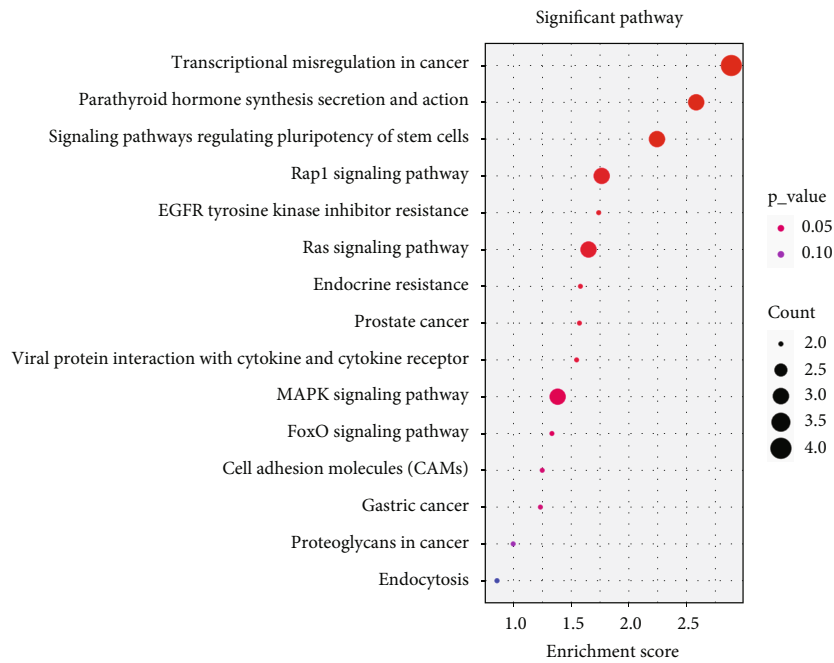 Significant pathway
Transcriptional misregulation in cancer
Parathyroid hormone synthesis secretion and action
Signaling pathways regulating pluripotency of stem cells
Rap1 signaling pathway
EGFR tyrosine kinase inhibitor resistance
Ras signaling pathway
Endocrine resistance
Prostate cancer
Viral protein interaction with cytokine and cytokine receptor
MAPK signaling pathway
FoxO signaling pathway
Cell adhesion molecules (CAMs)
Gastric cancer
Proteoglycans in cancer
Endocytosis
1.0 1.5 2.0 2.5
Enrichment score
p_value
0.05
0.10
Count
2.0
2.5
3.0
3.5
4.0